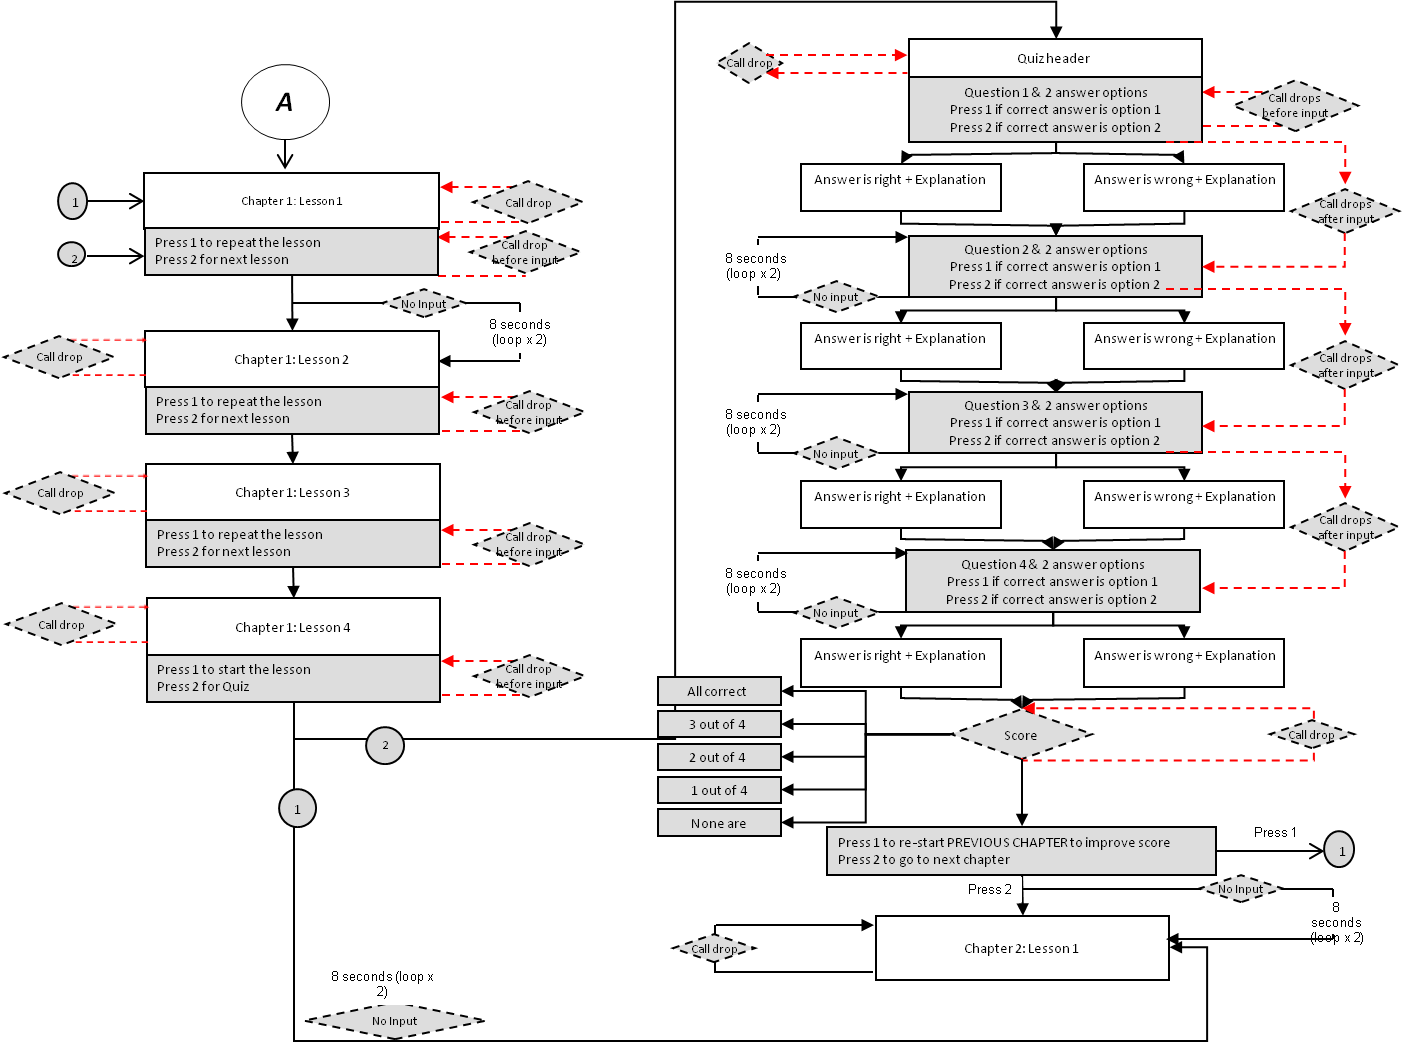 A
1
Chapter 1: Lesson 1
Call drop
2
Press 1 to repeat the lesson
Press 2 for next lesson
Call drop
before input
No Input
8 seconds
(loop x 2)
Call drop
Chapter 1: Lesson 2
Press 1 to repeat the lesson
Press 2 for next lesson
Call drop
before input
Call drop
Chapter 1: Lesson 3
Press 1 to repeat the lesson
Press 2 for next lesson
Call drop
before input
Call drop
Chapter 1: Lesson 4
Press 1 to start the lesson
Press 2 for Quiz
Call drop
before input
2
1
8 seconds (loop x
2)
No Input
Call drop
Quiz header
Question 1 & 2 answer options
Press 1 if correct answer is option 1
Press 2 if correct answer is option 2
Call drops
before input
Answer is right + Explanation
Answer is wrong + Explanation
Call drops
after input
8 seconds
(loop x 2)
Question 2 & 2 answer options
Press 1 if correct answer is option 1
Press 2 if correct answer is option 2
No input
Answer is right + Explanation
Answer is wrong + Explanation
Call drops
after input
8 seconds
(loop x 2)
Question 3 & 2 answer options
Press 1 if correct answer is option 1
Press 2 if correct answer is option 2
No input
Answer is right + Explanation
Answer is wrong + Explanation
Call drops
after input
8 seconds
(loop x 2)
Question 4 & 2 answer options
Press 1 if correct answer is option 1
Press 2 if correct answer is option 2
No input
Answer is right + Explanation
Answer is wrong + Explanation
All correct
3 out of 4
2 out of 4
1 out of 4
None are
Score
Call drop
Press 1 to re-start PREVIOUS CHAPTER to improve score
Press 2 to go to next chapter
Press 1
1
Press 2
No Input
8
seconds
(loop x 2)
Call drop
Chapter 2: Lesson 1